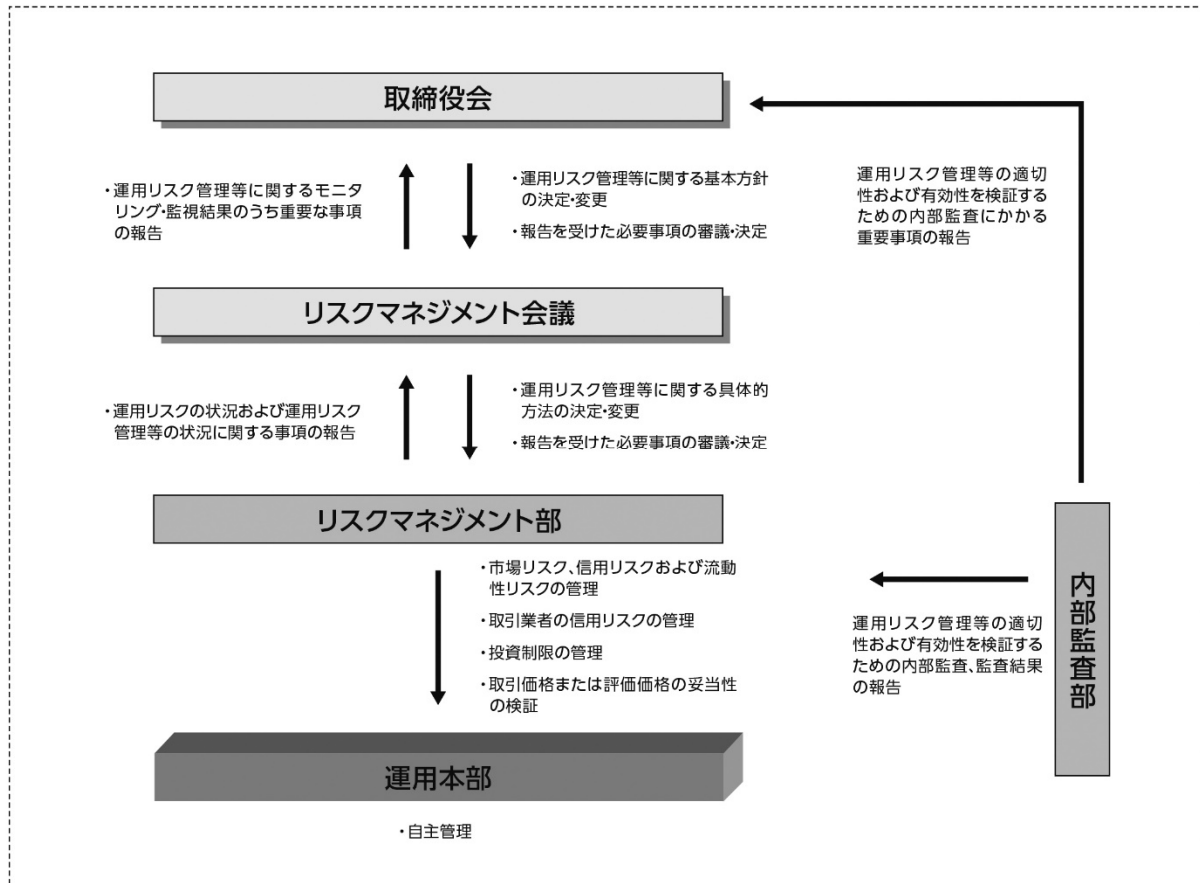 取締役会
・運用リスク管理等に関するモニタ
リング・監視結果のうち重要な事項
の報告
・運用リスク管理等に関する基本方針
の決定・変更
・報告を受けた必要事項の審議・決定
運用リスク管理等の適切
性および有効性を検証する
ための内部監査にかかる
重要事項の報告
リスクマネジメント会議
・運用リスクの状況および運用リスク
管理等の状況に関する事項の報告
・運用リスク管理等に関する具体的
方法の決定・変更
・報告を受けた必要事項の審議・決定
リスクマネジメント部
・市場リスク、信用リスクおよび流動
性リスクの管理
・取引業者の信用リスクの管理
・投資制限の管理
・取引価格または評価価格の妥当性
の検証
運用リスク管理等の適切
性および有効性を検証する
ための内部監査、監査結果
の報告
内部監査部
運用本部
・自主管理